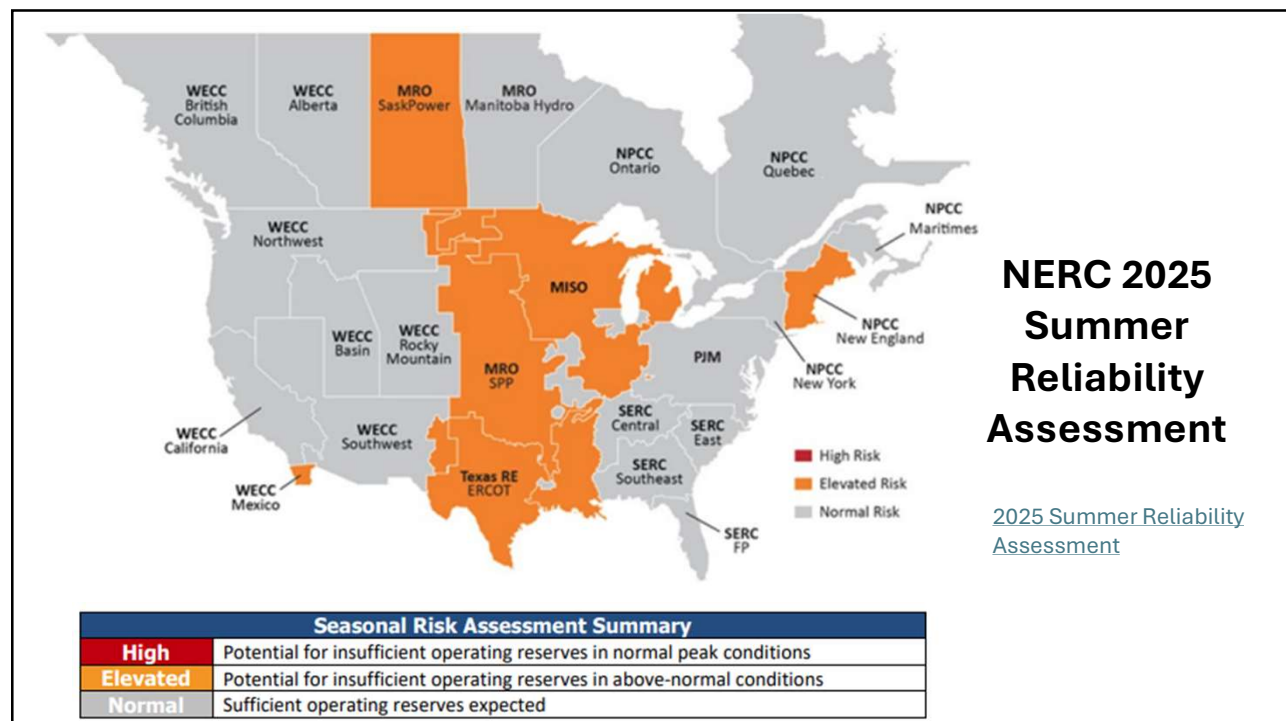 WECC
British
Columbia
WECC
Alberta
MRO
SaskPower
MRO
Manitoba Hydro
NPCC
Ontario
NPCC
Quebec
NPCC
Maritimes
WECC
Northwest
MISO
NPCC
New England
WECC
Basin
WECC
Rocky
Mountain
MRO
SPP
PJM
NPCC
New York
WECC
California
WECC
Southwest
SERC
Central
SERC
East
SERC
Southeast
WECC
Mexico
Texas RE
ERCOT
SERC
FP
High Risk
Elevated Risk
Normal Risk
NERC 2025
Summer
Reliability
Assessment
2025 Summer Reliability
Assessment
Seasonal Risk Assessment Summary
High Potential for insufficient operating reserves in normal peak conditions
Elevated Potential for insufficient operating reserves in above-normal conditions
Normal Sufficient operating reserves expected